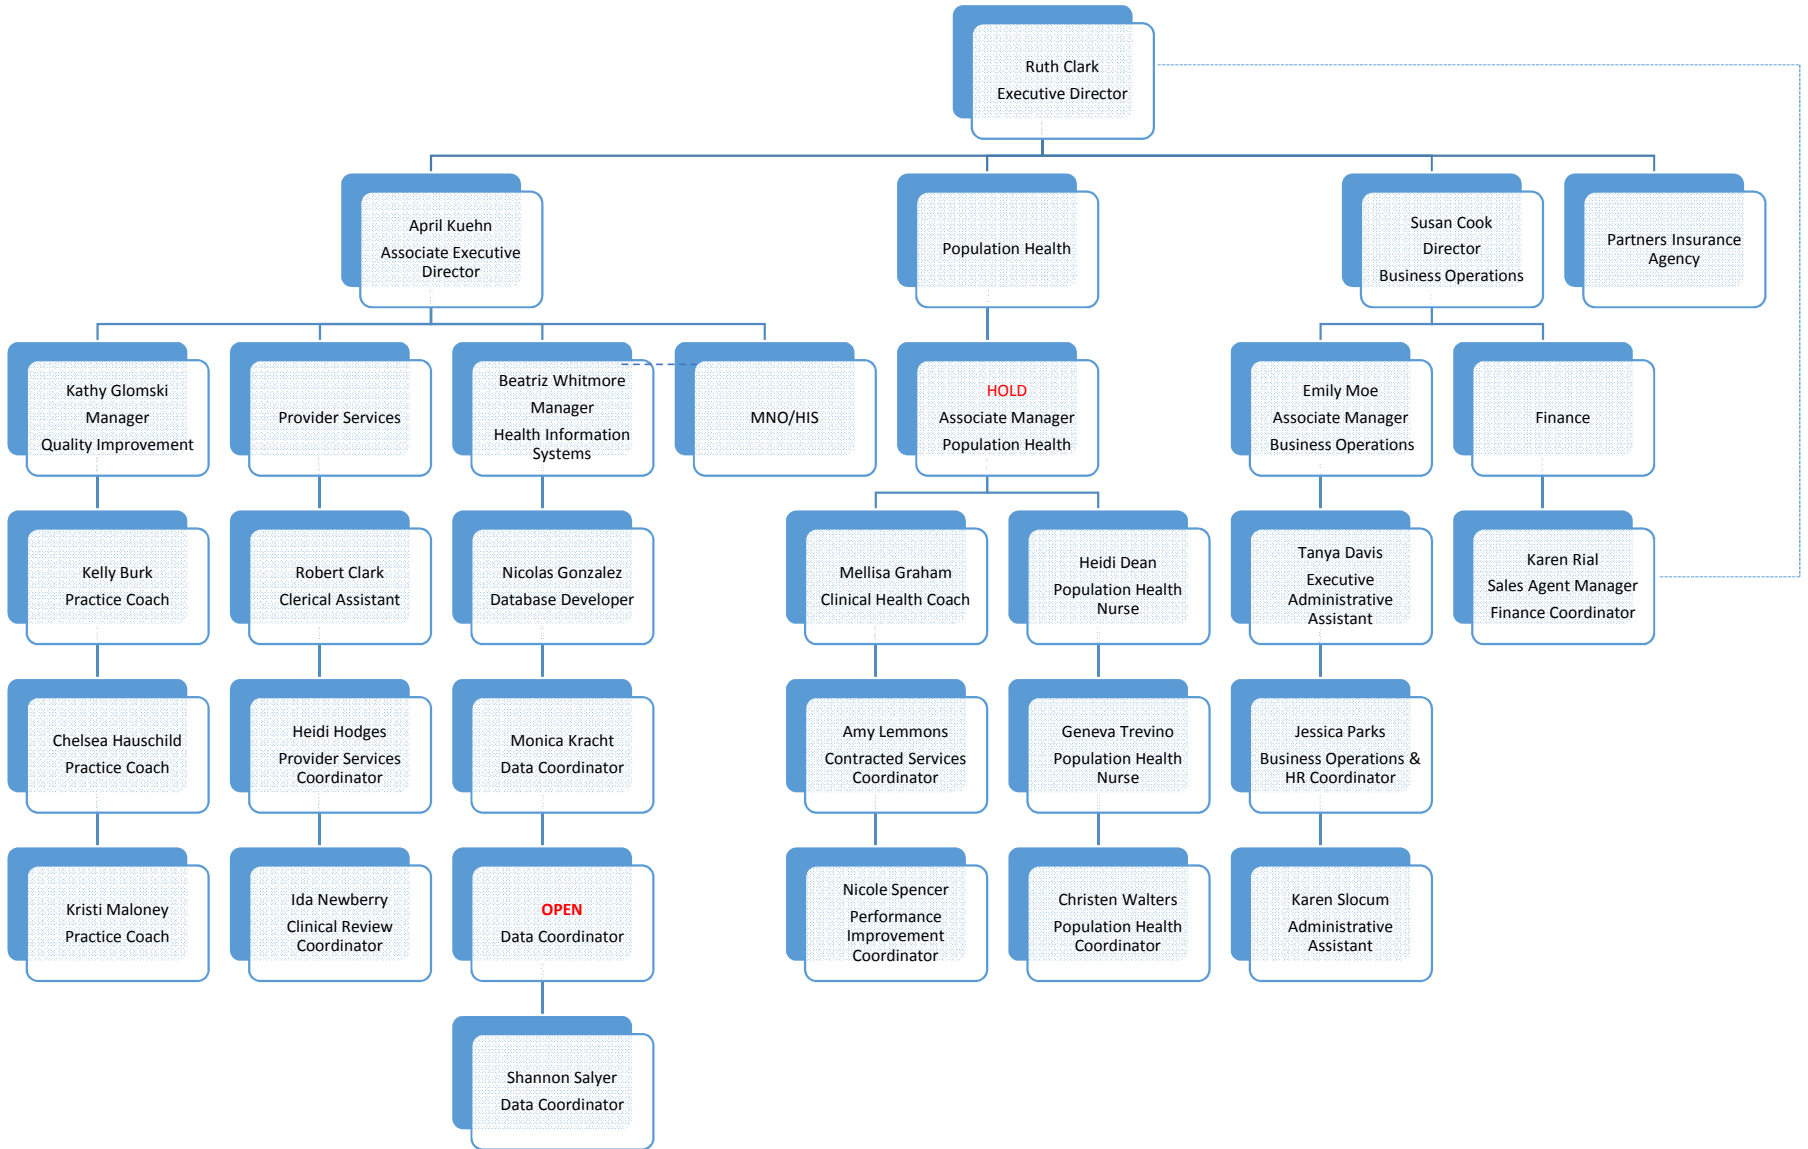 Ruth Clark
Executive Director
April Kuehn
Associate Executive
Director
Population Health
Susan Cook
Director
Business Operations
Partners Insurance
Agency
Kathy Glomski
Manager
Quality Improvement
Provider Services
Beatriz Whitmore
Manager
Health Information
Systems
MNO/HIS
HOLD
Associate Manager
Population Health
Emily Moe
Associate Manager
Business Operations
Finance
Kelly Burk
Practice Coach
Robert Clark
Clerical Assistant
Nicolas Gonzalez
Database Developer
Mellisa Graham
Clinical Health Coach
Heidi Dean
Population Health
Nurse
Tanya Davis
Executive
Administrative
Assistant
Karen Rial
Sales Agent Manager
Finance Coordinator
Chelsea Hauschild
Practice Coach
Heidi Hodges
Provider Services
Coordinator
Monica Kracht
Data Coordinator
Amy Lemmons
Contracted Services
Coordinator
Geneva Trevino
Population Health
Nurse
Jessica Parks
Business Operations &
HR Coordinator
Kristi Maloney
Practice Coach
Ida Newberry
Clinical Review
Coordinator
OPEN
Data Coordinator
Nicole Spencer
Performance
Improvement
Coordinator
Christen Walters
Population Health
Coordinator
Karen Slocum
Administrative
Assistant
Shannon Salyer
Data Coordinator